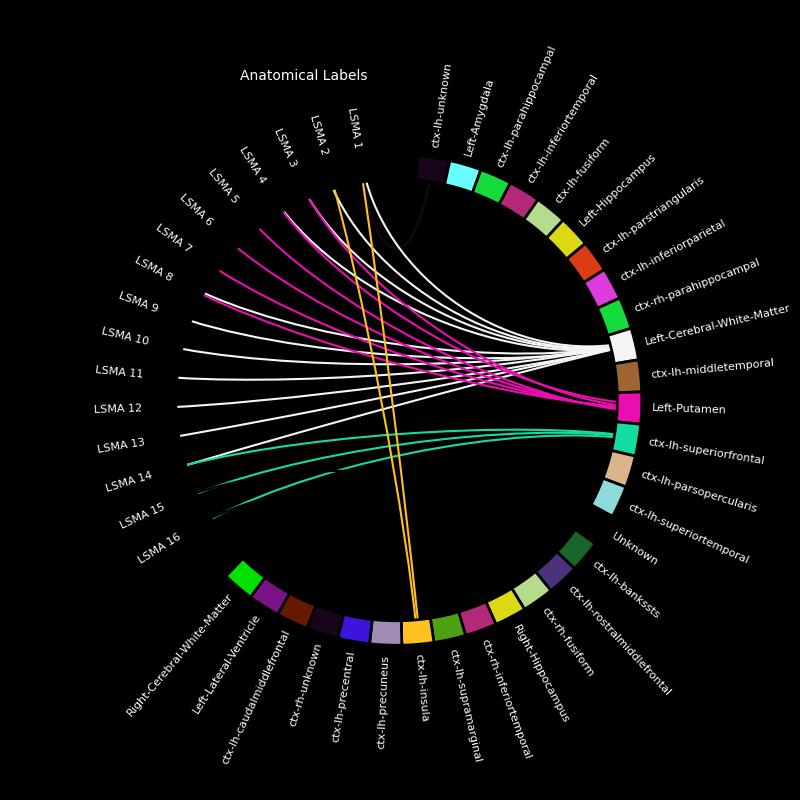 Anatomical Labels
LSMA 1
LSMA 2
LSMA 3
LSMA 4
LSMA 5
LSMA 6
LSMA 7
LSMA 8
LSMA 9
LSMA 10
LSMA 11
LSMA 12
LSMA 13
LSMA 14
LSMA 15
LSMA 16
ctx-lh-unknown
Left-Amygdala
ctx-lh-parahippocampal
ctx-lh-inferiortemporal
ctx-lh-fusiform
Left-Hippocampus
ctx-lh-parstriangularis
ctx-lh-inferiorparietal
ctx-rh-parahippocampal
Left-Cerebral-White-Matter
ctx-lh-middletemporal
Left-Putamen
ctx-lh-superiorfrontal
ctx-lh-parsopercularis
ctx-lh-superiortemporal
Unknown
ctx-lh-bankssts
ctx-lh-rostralmiddlefrontal
ctx-rh-fusiform
Right-Hippocampus
ctx-rh-inferiortemporal
ctx-lh-supramarginal
ctx-lh-insula
ctx-lh-precuneus
ctx-lh-precentral
ctx-rh-unknown
ctx-lh-caudalmiddlefrontal
Left-Lateral-Ventricle
Right-Cerebral-White-Matter